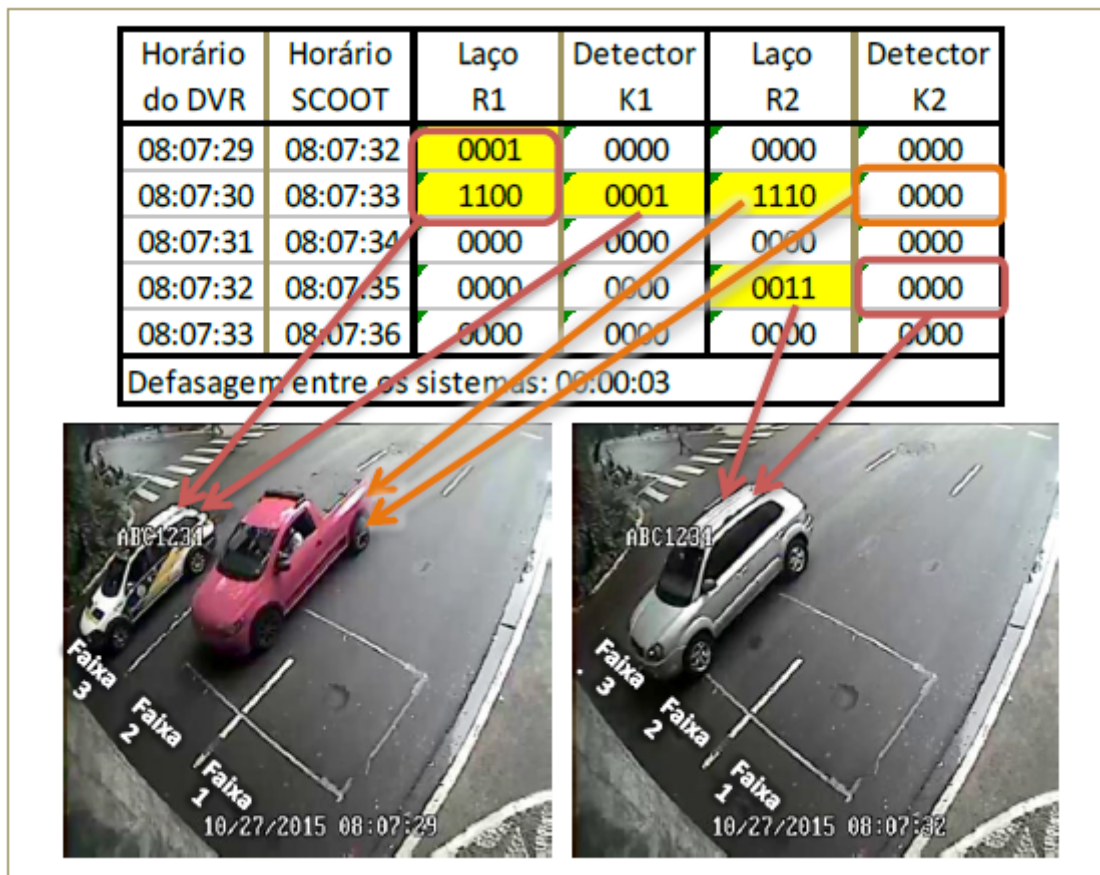 Horário do DVR Horário SCOOT Laço R1 Detector K1 Laço R2 Detector K2
08:07:29 08:07:32 0001 0000 0000 0000
08:07:30 08:07:33 1100 0001 1110 0000
08:07:31 08:07:34 0000 0000 0000 0000
08:07:32 08:07:35 0000 0000 0011 0000
08:07:33 08:07:36 0000 0000 0000 0000
Defasagem entre os sistemas: 00:00:03
ABC1234
Faixa 3
Faixa 2
Faixa 1
10/27/2015 08:07:29
ABC1234
Faixa 3
Faixa 2
Faixa 1
10/27/2015 08:07:32